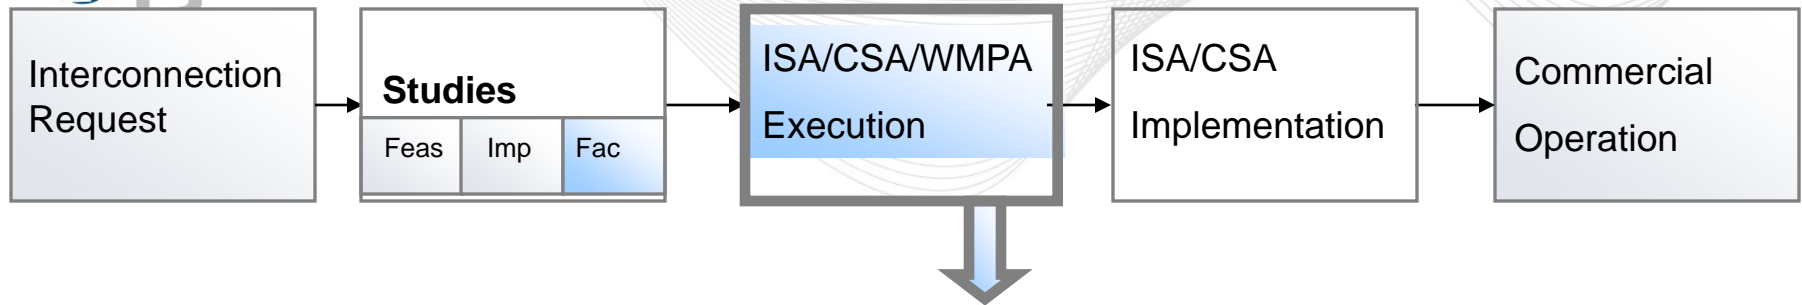 Interconnection
Request
Studies
Feas
Imp
Fac
ISA/CSA/WMPA
Execution
ISA/CSA
Implementation
Commercial
Operation